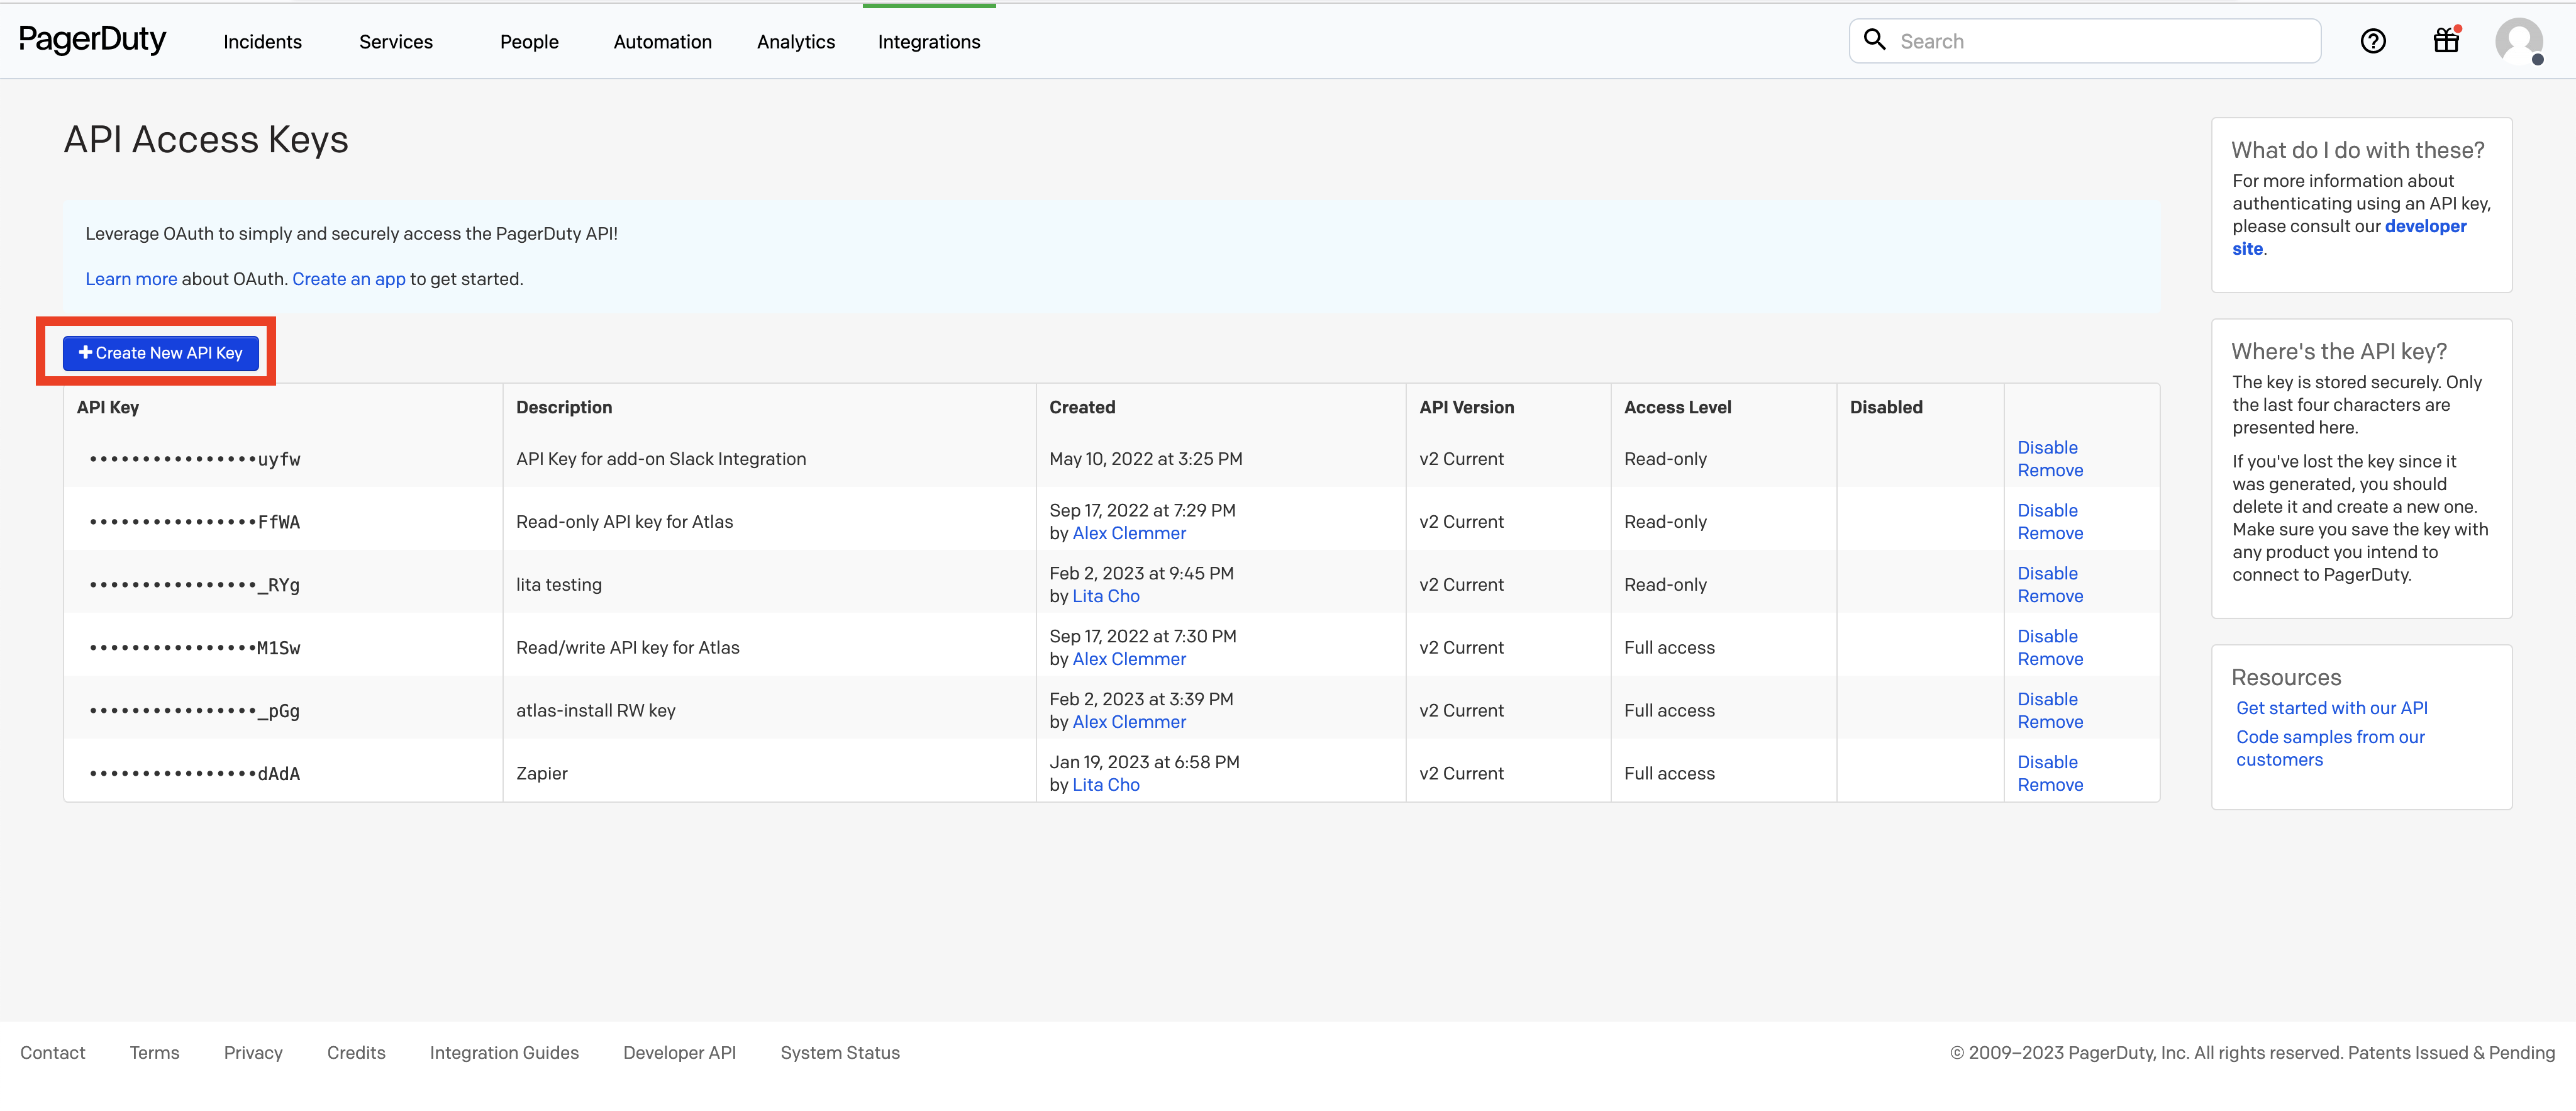 PagerDuty Incidents Services People Automation Analytics Integrations Search
API Access Keys
Leverage OAuth to simply and securely access the PagerDuty API!
Learn more about OAuth. Create an app to get started.
+ Create New API Key
API Key Description Created API Version Access Level Disabled
••••••••••••••••uyfw API Key for add-on Slack Integration May 10, 2022 at 3:25 PM v2 Current Read-only Disable
Remove
••••••••••••••••FfWA Read-only API key for Atlas Sep 17, 2022 at 7:29 PM v2 Current Read-only Disable
by Alex Clemmer Remove
••••••••••••••••_RYg lita testing Feb 2, 2023 at 9:45 PM v2 Current Read-only Disable
by Lita Cho Remove
••••••••••••••••M1Sw Read/write API key for Atlas Sep 17, 2022 at 7:30 PM v2 Current Full access Disable
by Alex Clemmer Remove
••••••••••••••••_pGg atlas-install RW key Feb 2, 2023 at 3:39 PM v2 Current Full access Disable
by Alex Clemmer Remove
••••••••••••••••dAdA Zapier Jan 19, 2023 at 6:58 PM v2 Current Full access Disable
by Lita Cho Remove
What do I do with these?
For more information about
authenticating using an API key,
please consult our developer
site.
Where's the API key?
The key is stored securely. Only
the last four characters are
presented here.
If you've lost the key since it
was generated, you should
delete it and create a new one.
Make sure you save the key with
any product you intend to
connect to PagerDuty.
Resources
Get started with our API
Code samples from our
customers
Contact Terms Privacy Credits Integration Guides Developer API System Status © 2009–2023 PagerDuty, Inc. All rights reserved. Patents Issued & Pending